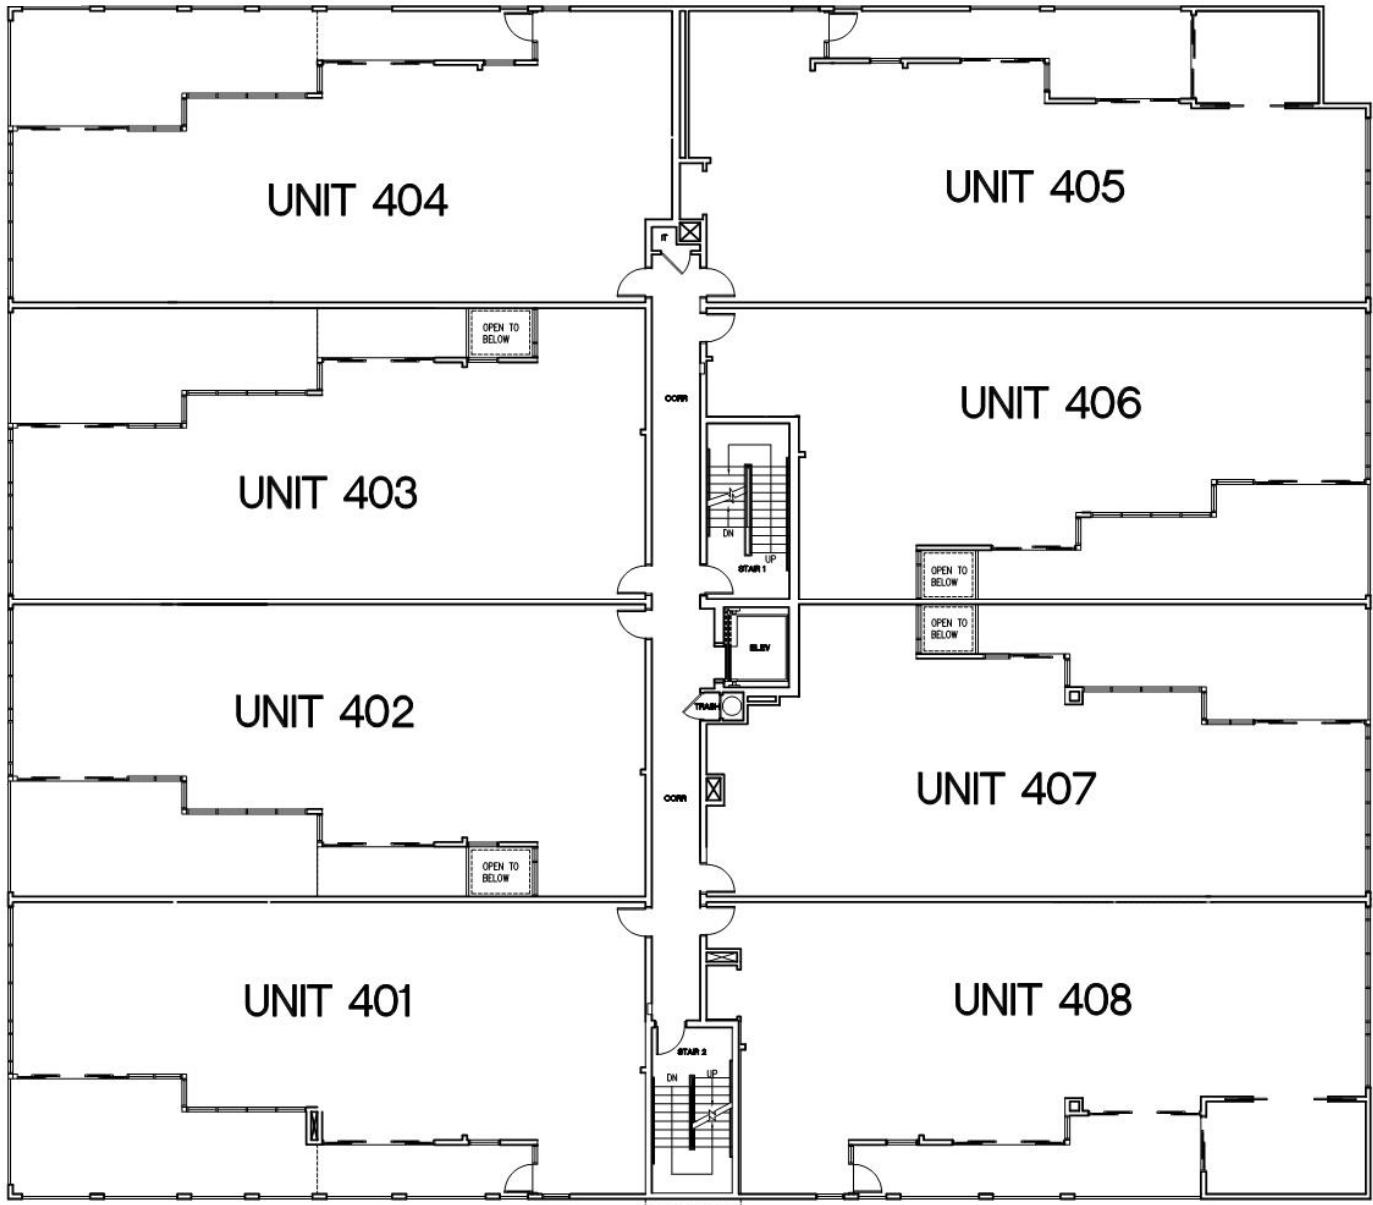 UNIT 404
UNIT 405
IT
OPEN TO
BELOW
CORR
UNIT 406
UNIT 403
DN
UP
STAIR 1
OPEN TO
BELOW
OPEN TO
BELOW
ELEV
UNIT 402
TRASH
UNIT 407
CORR
OPEN TO
BELOW
UNIT 401
UNIT 408
STAIR 2
DN
UP